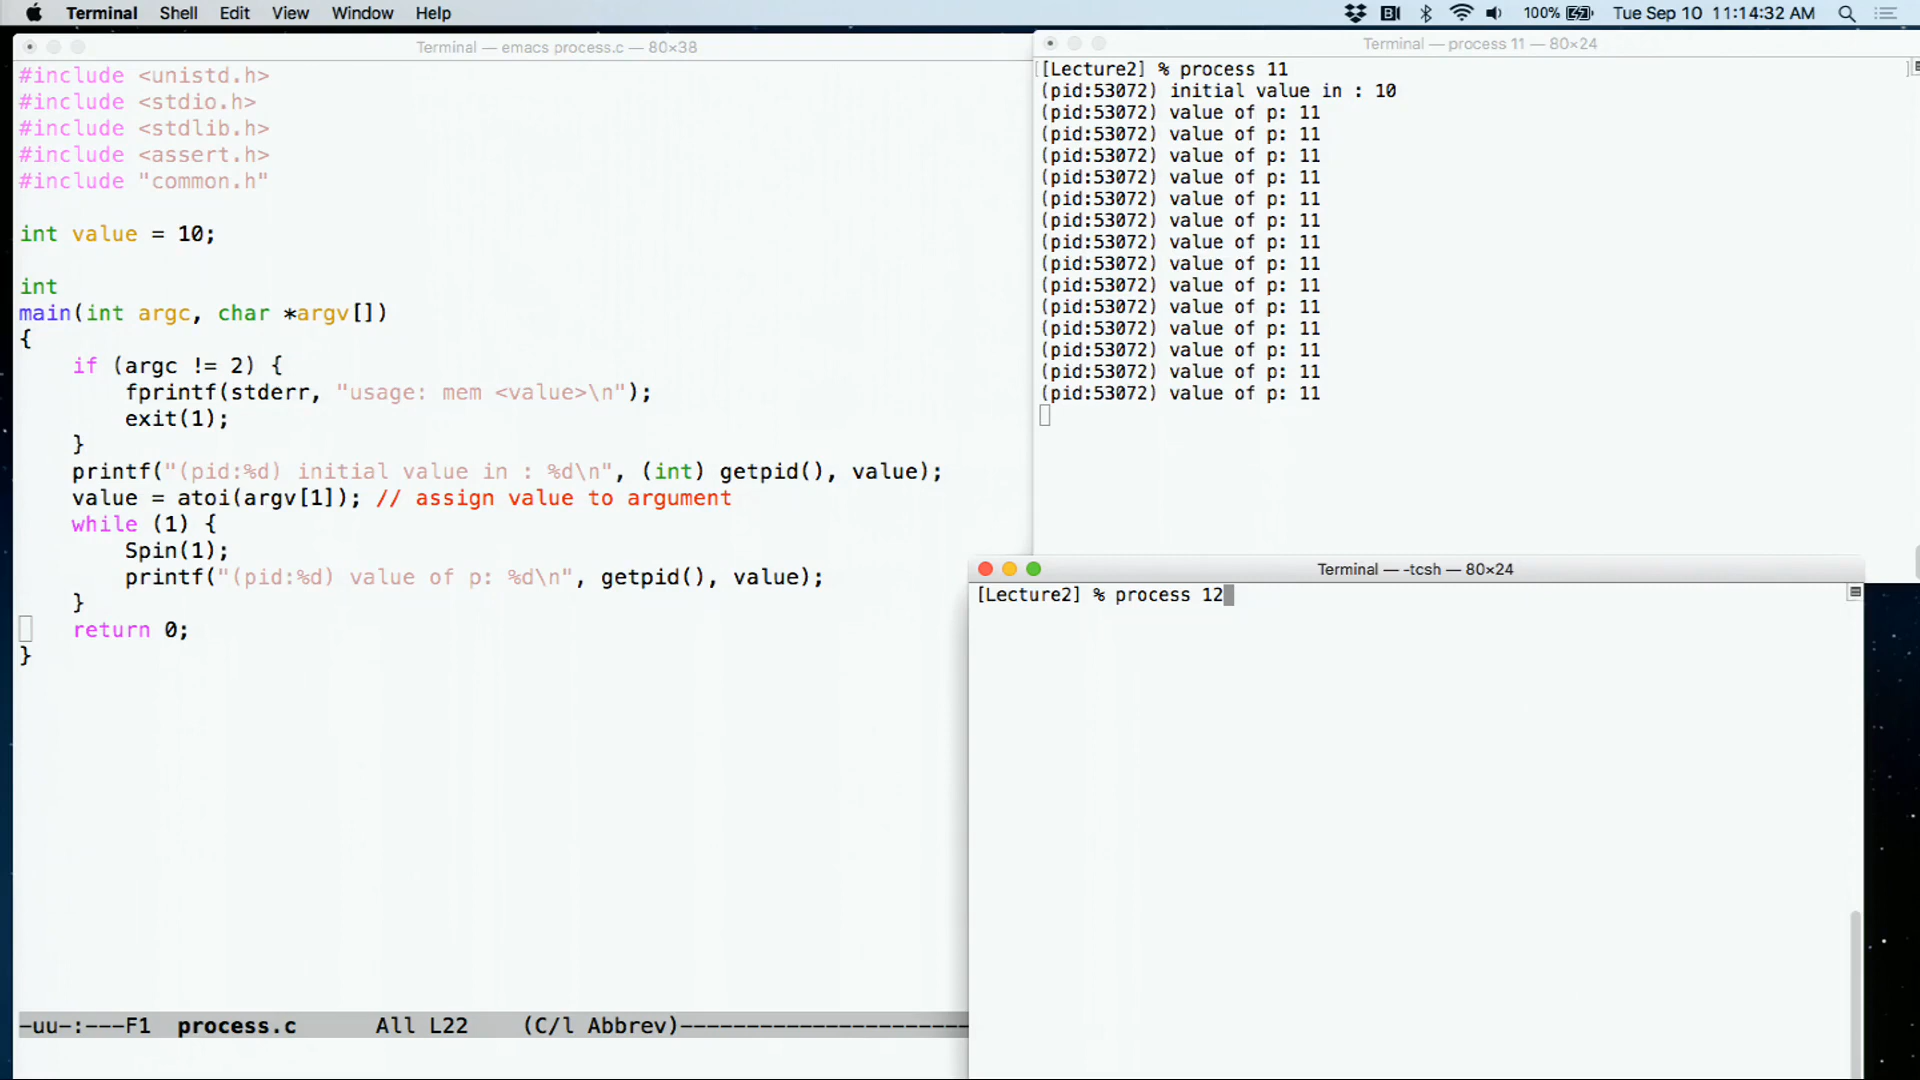 Terminal Shell Edit View Window Help 100% Tue Sep 10 11:14:32 AM
Terminal — emacs process.c — 80×38
#include <unistd.h>
#include <stdio.h>
#include <stdlib.h>
#include <assert.h>
#include "common.h"
int value = 10;
int
main(int argc, char *argv[])
{
if (argc != 2) {
fprintf(stderr, "usage: mem <value>\n");
exit(1);
}
printf("(pid:%d) initial value in : %d\n", (int) getpid(), value);
value = atoi(argv[1]); // assign value to argument
while (1) {
Spin(1);
printf("(pid:%d) value of p: %d\n", getpid(), value);
}
return 0;
}
-uu-:---F1 process.c All L22 (C/l Abbrev)----------------------
Terminal — process 11 — 80×24
[Lecture2] % process 11
(pid:53072) initial value in : 10
(pid:53072) value of p: 11
(pid:53072) value of p: 11
(pid:53072) value of p: 11
(pid:53072) value of p: 11
(pid:53072) value of p: 11
(pid:53072) value of p: 11
(pid:53072) value of p: 11
(pid:53072) value of p: 11
(pid:53072) value of p: 11
(pid:53072) value of p: 11
(pid:53072) value of p: 11
(pid:53072) value of p: 11
(pid:53072) value of p: 11
(pid:53072) value of p: 11
Terminal — -tcsh — 80×24
[Lecture2] % process 12